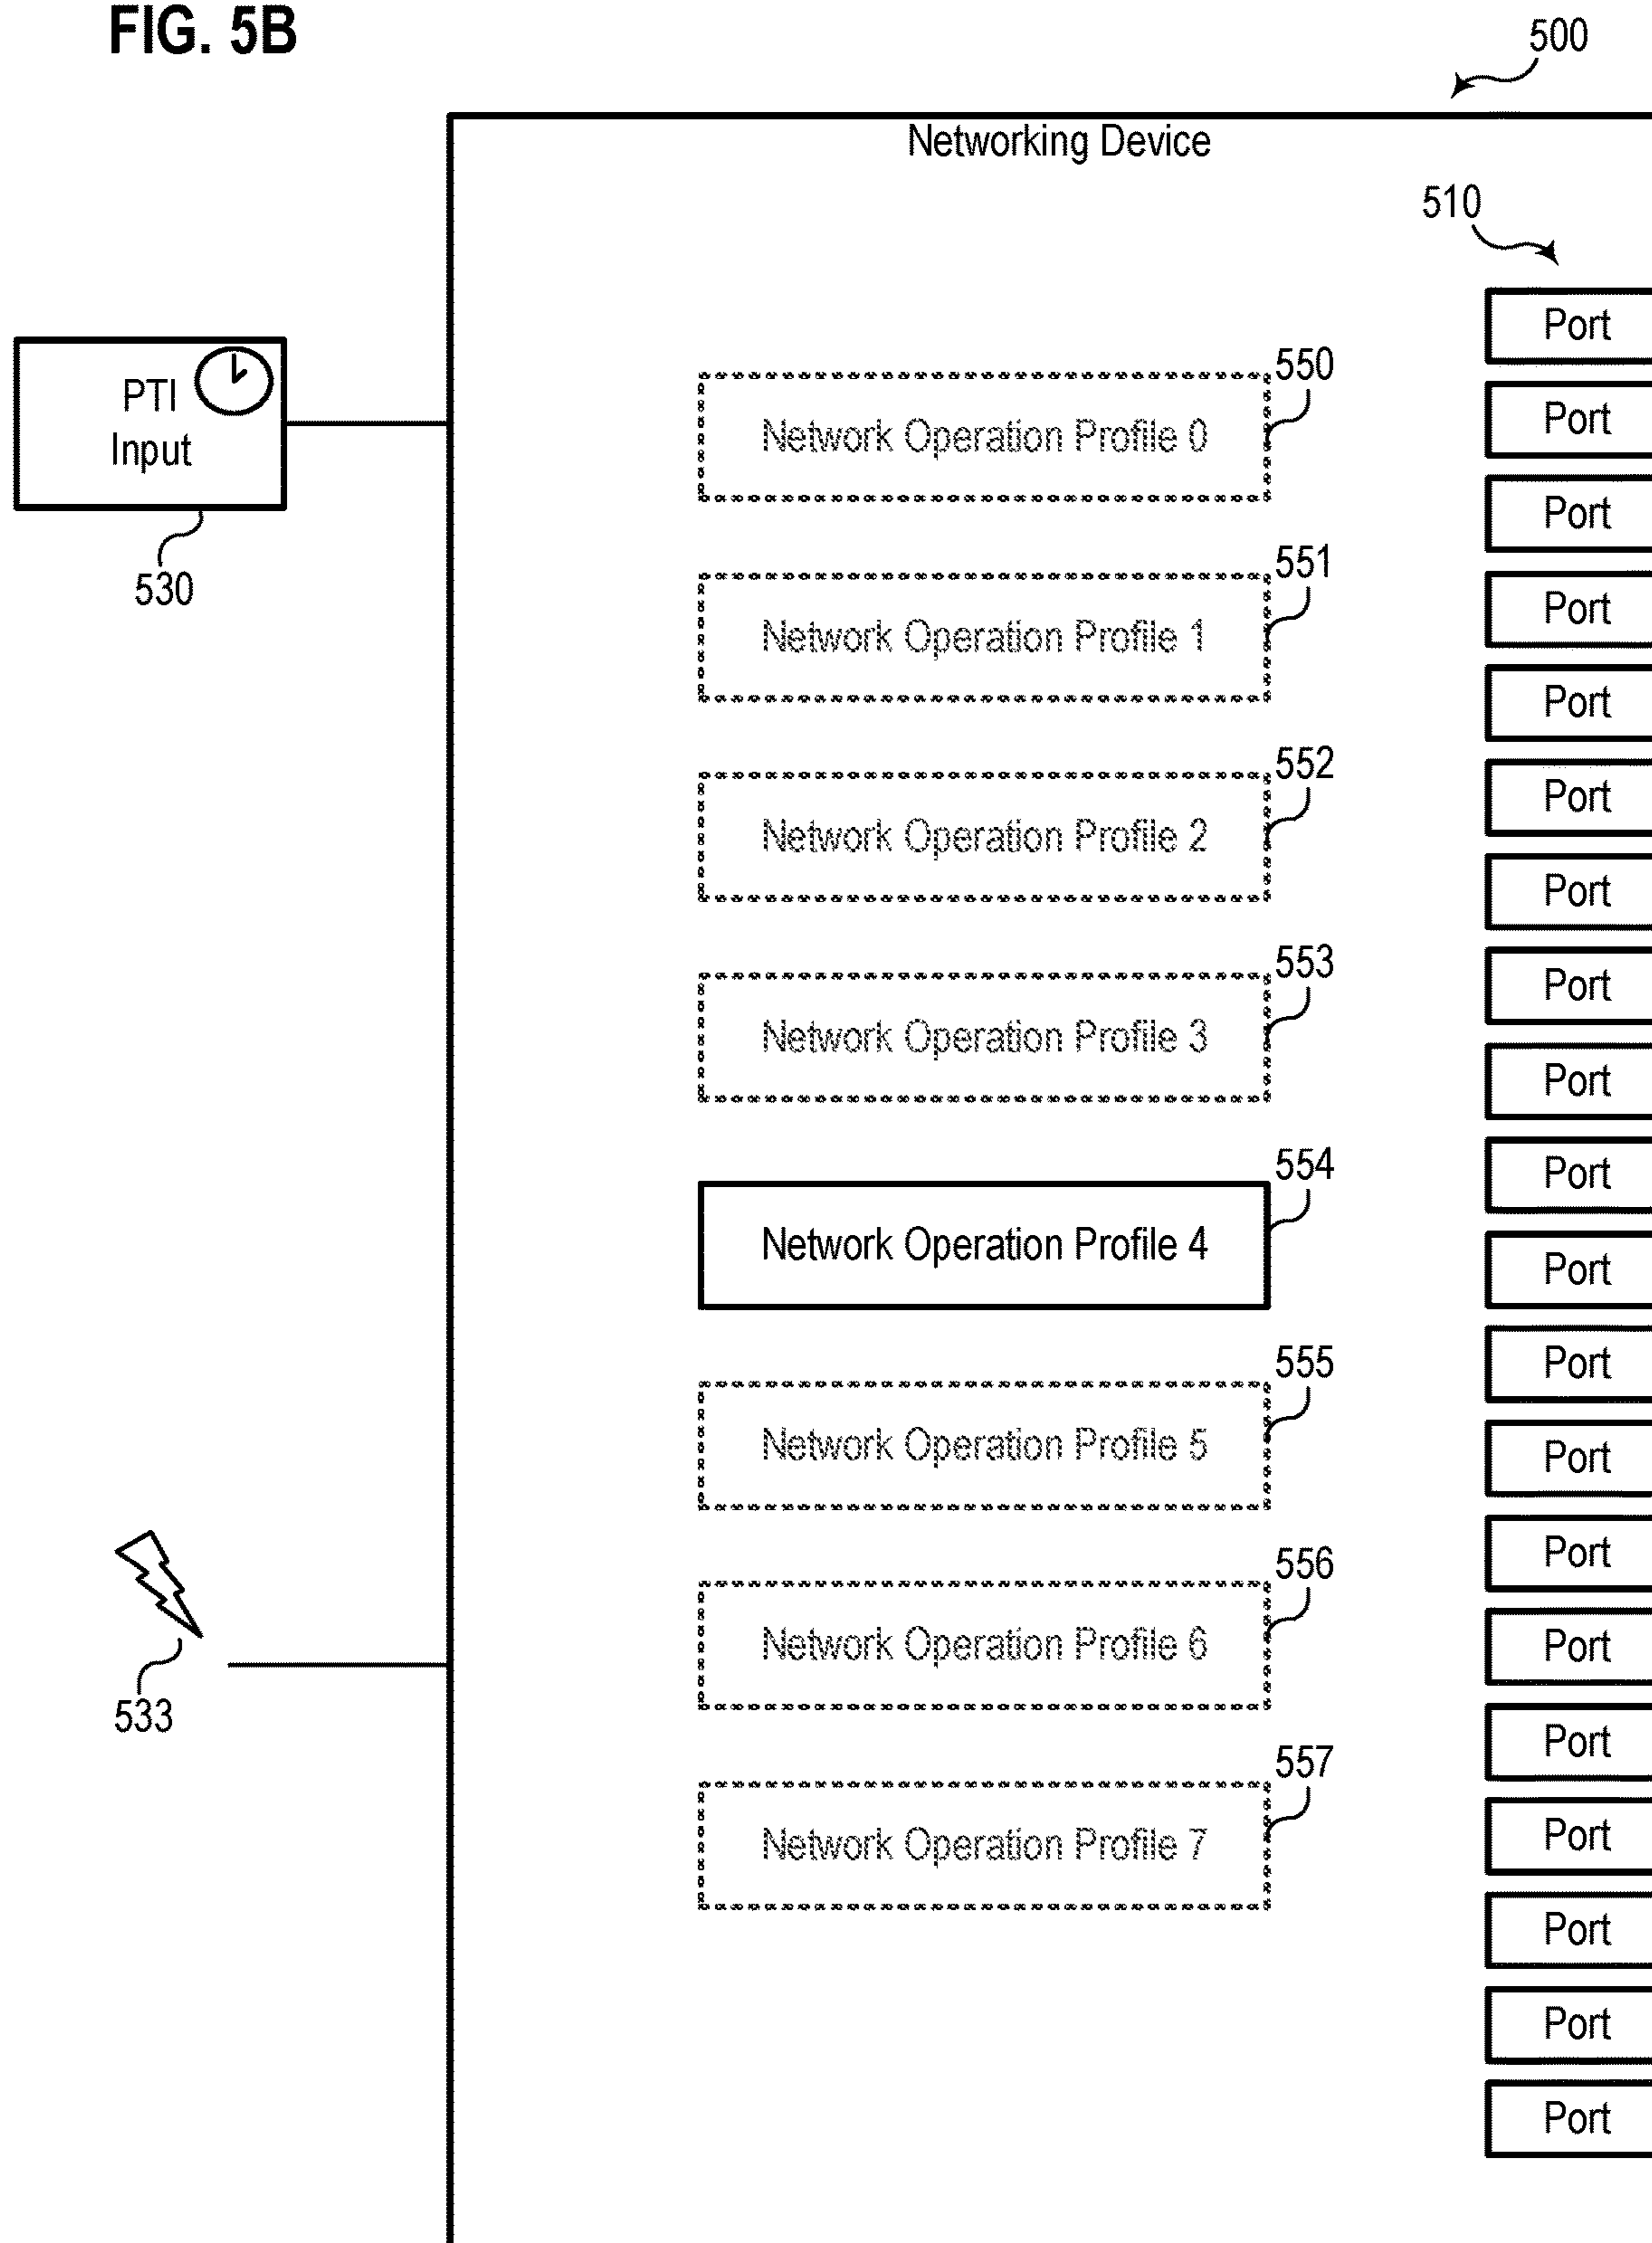 FIG. 5B
500
Networking Device
510
Port
PTI
Input
530
550
Network Operation Profile 0
Port
Port
551
Network Operation Profile 1
Port
Port
552
Network Operation Profile 2
Port
Port
553
Network Operation Profile 3
Port
Port
554
Network Operation Profile 4
Port
Port
555
Network Operation Profile 5
Port
Port
533
556
Network Operation Profile 6
Port
Port
557
Network Operation Profile 7
Port
Port
Port
Port
Port